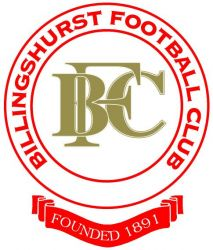 BILLINGSHURST FOOTBALL CLUB
BFC
FOUNDED 1891